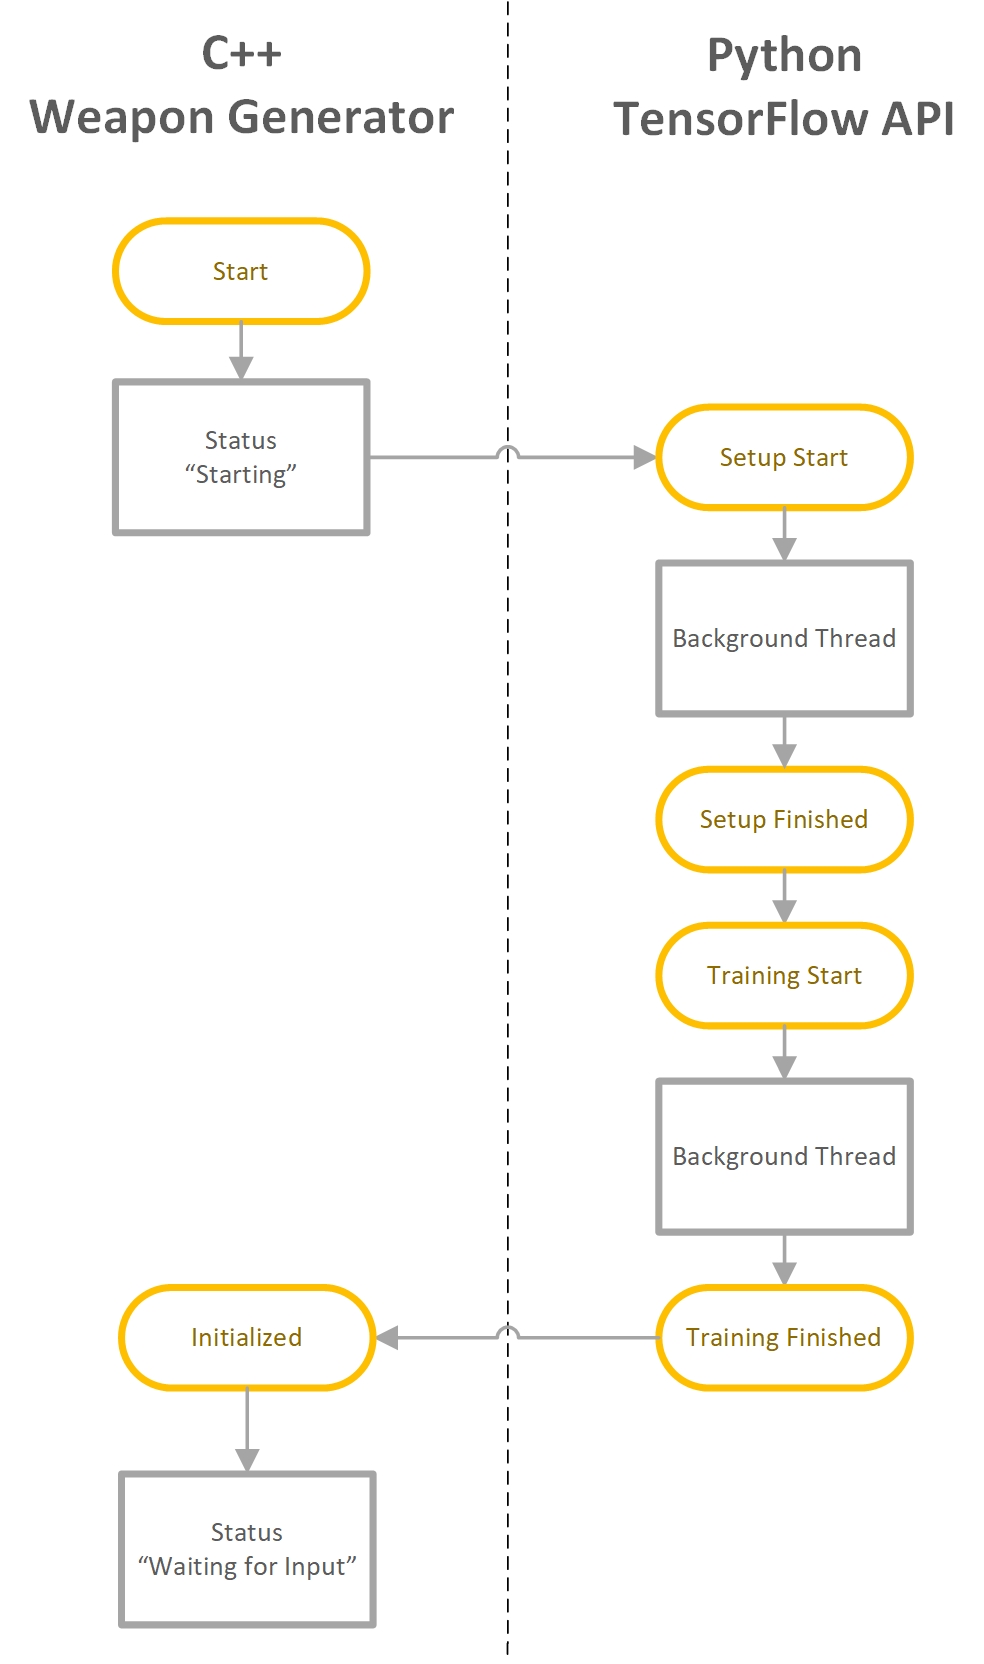 C++
Weapon Generator
Python
TensorFlow API
Start
Status
“Starting”
Setup Start
Background Thread
Setup Finished
Training Start
Background Thread
Training Finished
Initialized
Status
“Waiting for Input”